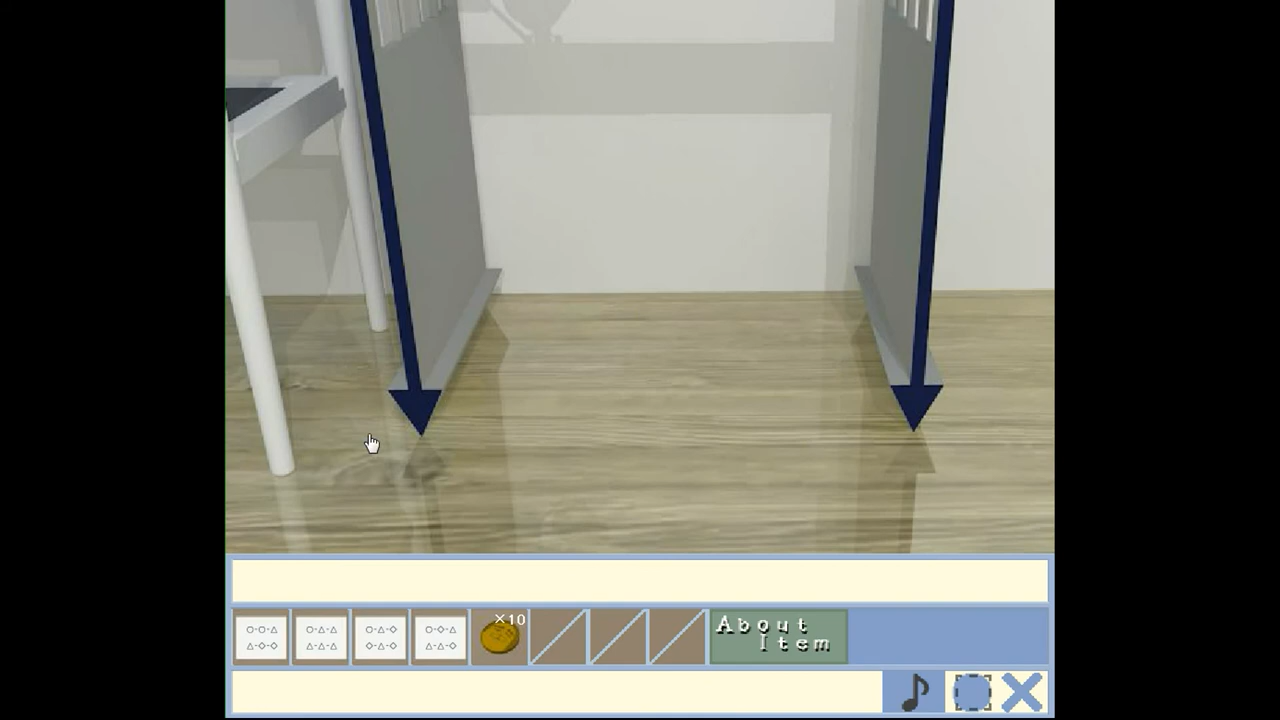 ○-○-△ ○-△-△ ○-△-◇ ○-◇-△ ×10
△-◇-◇ △-△-△ ◇-△-◇ △-◇-◇
About
Item